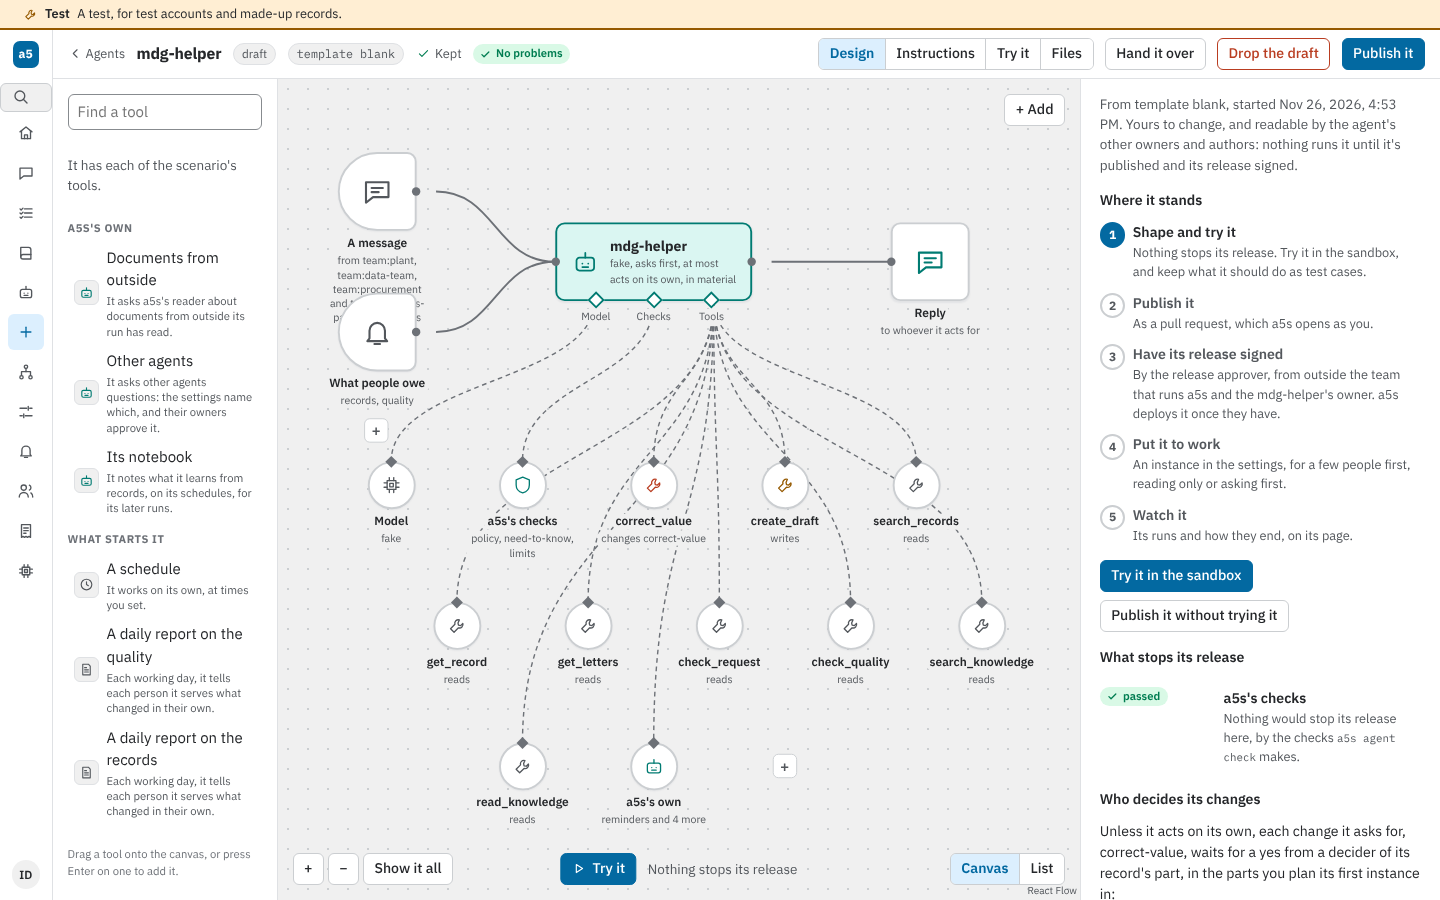 Test A test, for test accounts and made-up records.
a5
Agents
mdg-helper
draft
template blank
Kept
No problems
Design
Instructions
Try it
Files
Hand it over
Drop the draft
Publish it
Find a tool
It has each of the scenario's
tools.
A5S'S OWN
Documents from
outside
It asks a5s's reader about
documents from outside its
run has read.
Other agents
It asks other agents
questions: the settings name
which, and their owners
approve it.
Its notebook
It notes what it learns from
records, on its schedules, for
its later runs.
WHAT STARTS IT
A schedule
It works on its own, at times
you set.
A daily report on the
quality
Each working day, it tells
each person it serves what
changed in their own.
A daily report on the
records
Each working day, it tells
each person it serves what
changed in their own.
Drag a tool onto the canvas, or press
Enter on one to add it.
ID
+ Add
A message
from team:plant,
team:data-team,
team:procurement
What people owe
records, quality
+
mdg-helper
fake, asks first, at most
acts on its own, in material
Model
Checks
Tools
Reply
to whoever it acts for
Model
fake
a5s's checks
policy, need-to-know,
limits
correct_value
changes correct-value
create_draft
writes
search_records
reads
get_record
reads
get_letters
reads
check_request
reads
check_quality
reads
search_knowledge
reads
read_knowledge
reads
a5s's own
reminders and 4 more
+
+
−
Show it all
Try it
Nothing stops its release
Canvas
List
React Flow
From template blank, started Nov 26, 2026, 4:53
PM. Yours to change, and readable by the agent's
other owners and authors: nothing runs it until it's
published and its release signed.
Where it stands
1 Shape and try it
Nothing stops its release. Try it in the sandbox,
and keep what it should do as test cases.
2 Publish it
As a pull request, which a5s opens as you.
3 Have its release signed
By the release approver, from outside the team
that runs a5s and the mdg-helper's owner. a5s
deploys it once they have.
4 Put it to work
An instance in the settings, for a few people first,
reading only or asking first.
5 Watch it
Its runs and how they end, on its page.
Try it in the sandbox
Publish it without trying it
What stops its release
passed
a5s's checks
Nothing would stop its release
here, by the checks a5s agent
check makes.
Who decides its changes
Unless it acts on its own, each change it asks for,
correct-value, waits for a yes from a decider of its
record's part, in the parts you plan its first instance
in: